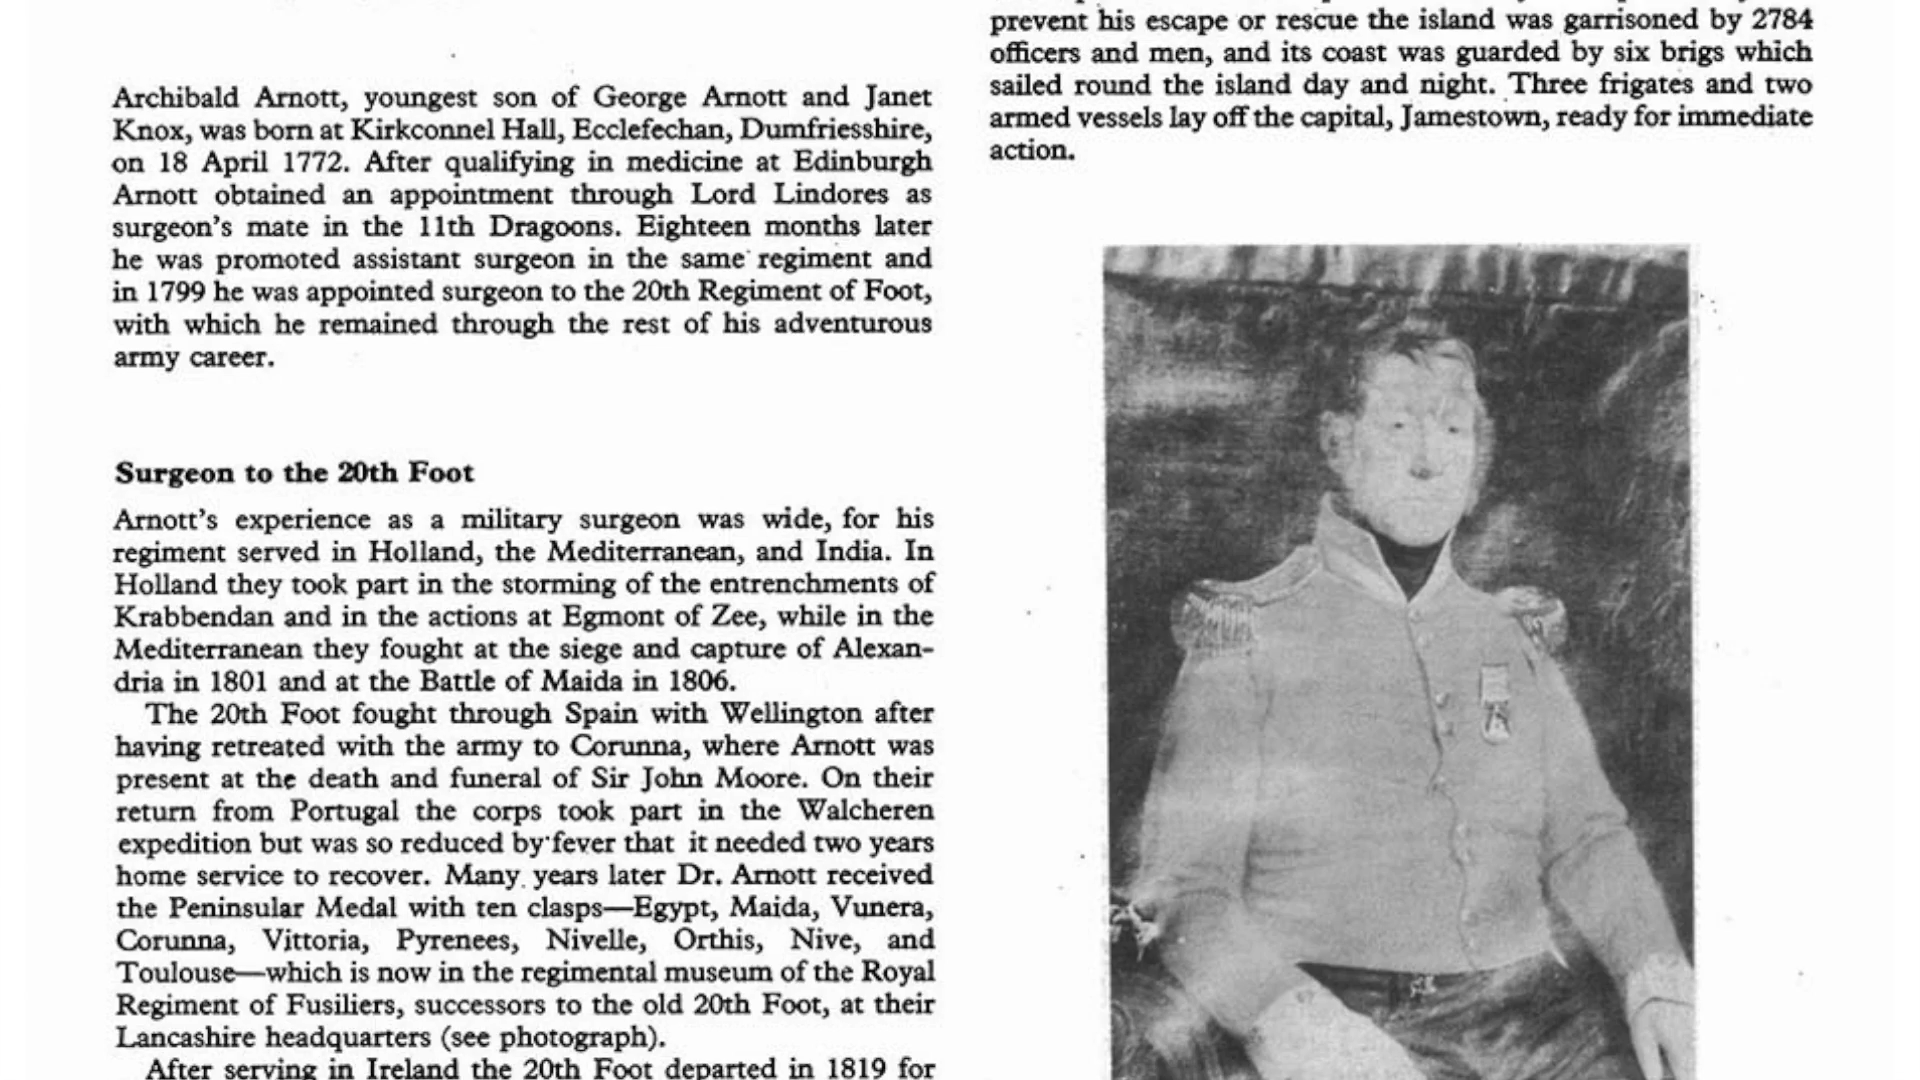 Archibald Arnott, youngest son of George Arnott and Janet
Knox, was born at Kirkconnel Hall, Ecclefechan, Dumfriesshire,
on 18 April 1772. After qualifying in medicine at Edinburgh
Arnott obtained an appointment through Lord Lindores as
surgeon's mate in the 11th Dragoons. Eighteen months later
he was promoted assistant surgeon in the same regiment and
in 1799 he was appointed surgeon to the 20th Regiment of Foot,
with which he remained through the rest of his adventurous
army career.
Surgeon to the 20th Foot
Arnott's experience as a military surgeon was wide, for his
regiment served in Holland, the Mediterranean, and India. In
Holland they took part in the storming of the entrenchments of
Krabbendan and in the actions at Egmont of Zee, while in the
Mediterranean they fought at the siege and capture of Alexan-
dria in 1801 and at the Battle of Maida in 1806.
The 20th Foot fought through Spain with Wellington after
having retreated with the army to Corunna, where Arnott was
present at the death and funeral of Sir John Moore. On their
return from Portugal the corps took part in the Walcheren
expedition but was so reduced by fever that it needed two years
home service to recover. Many years later Dr. Arnott received
the Peninsular Medal with ten clasps—Egypt, Maida, Vunera,
Corunna, Vittoria, Pyrenees, Nivelle, Orthis, Nive, and
Toulouse—which is now in the regimental museum of the Royal
Regiment of Fusiliers, successors to the old 20th Foot, at their
Lancashire headquarters (see photograph).
After serving in Ireland the 20th Foot departed in 1819 for
prevent his escape or rescue the island was garrisoned by 2784
officers and men, and its coast was guarded by six brigs which
sailed round the island day and night. Three frigates and two
armed vessels lay off the capital, Jamestown, ready for immediate
action.